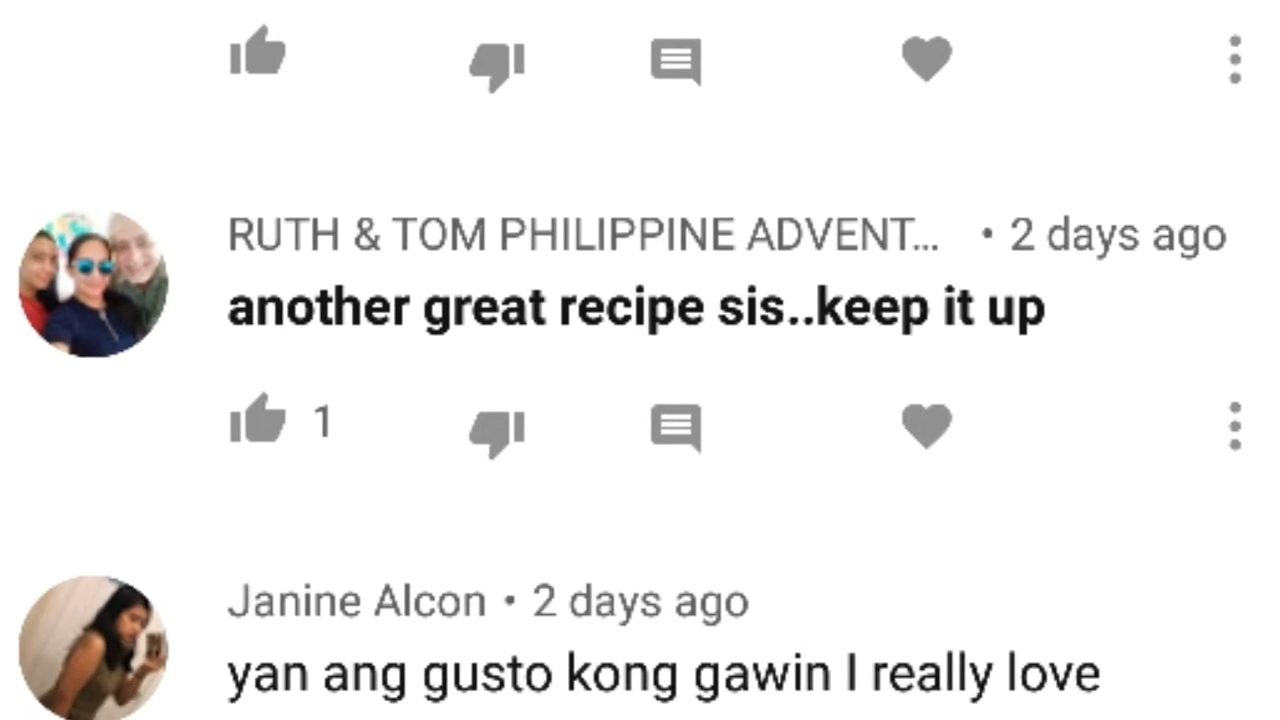 RUTH & TOM PHILIPPINE ADVENT... • 2 days ago
another great recipe sis..keep it up
1
Janine Alcon • 2 days ago
yan ang gusto kong gawin I really love